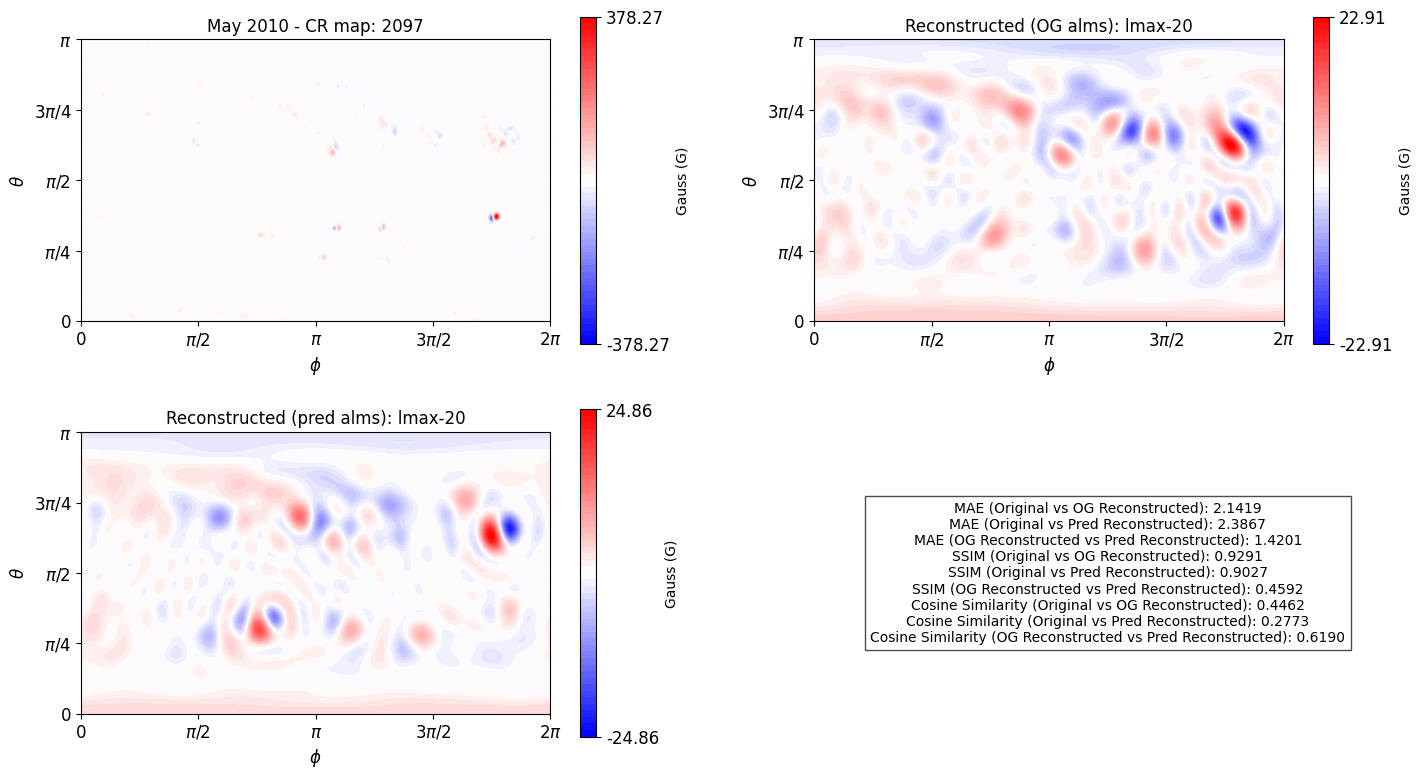 May 2010 - CR map: 2097
π
3π/4
π/2
π/4
0
θ
0
π/2
π
3π/2
2π
ϕ
378.27
-378.27
Gauss (G)
Reconstructed (OG alms): lmax-20
π
3π/4
π/2
π/4
0
θ
0
π/2
π
3π/2
2π
ϕ
22.91
-22.91
Gauss (G)
Reconstructed (pred alms): lmax-20
π
3π/4
π/2
π/4
0
θ
0
π/2
π
3π/2
2π
ϕ
24.86
-24.86
Gauss (G)
MAE (Original vs OG Reconstructed): 2.1419
MAE (Original vs Pred Reconstructed): 2.3867
MAE (OG Reconstructed vs Pred Reconstructed): 1.4201
SSIM (Original vs OG Reconstructed): 0.9291
SSIM (Original vs Pred Reconstructed): 0.9027
SSIM (OG Reconstructed vs Pred Reconstructed): 0.4592
Cosine Similarity (Original vs OG Reconstructed): 0.4462
Cosine Similarity (Original vs Pred Reconstructed): 0.2773
Cosine Similarity (OG Reconstructed vs Pred Reconstructed): 0.6190